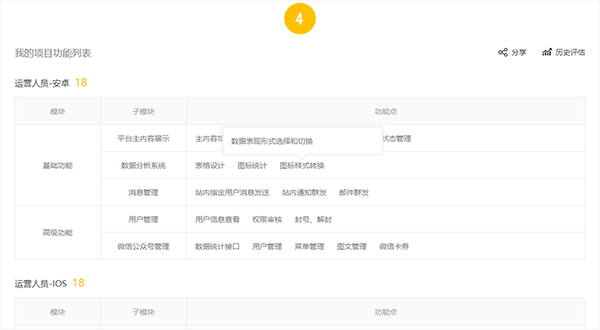 4
我的项目功能列表 分享 历史评估
运营人员-安卓 18
模块 子模块 功能点
平台主内容展示 主内容 状态管理
数据表现形式选择和切换
基础功能 数据分析系统 表格设计 图标统计 图标样式转换
消息管理 站内指定用户消息发送 站内通知群发 邮件群发
用户管理 用户信息查看 权限审核 封号、解封
高级功能
微信公众号管理 数据统计接口 用户管理 菜单管理 图文管理 微信卡券
运营人员-IOS 18
模块 子模块 功能点